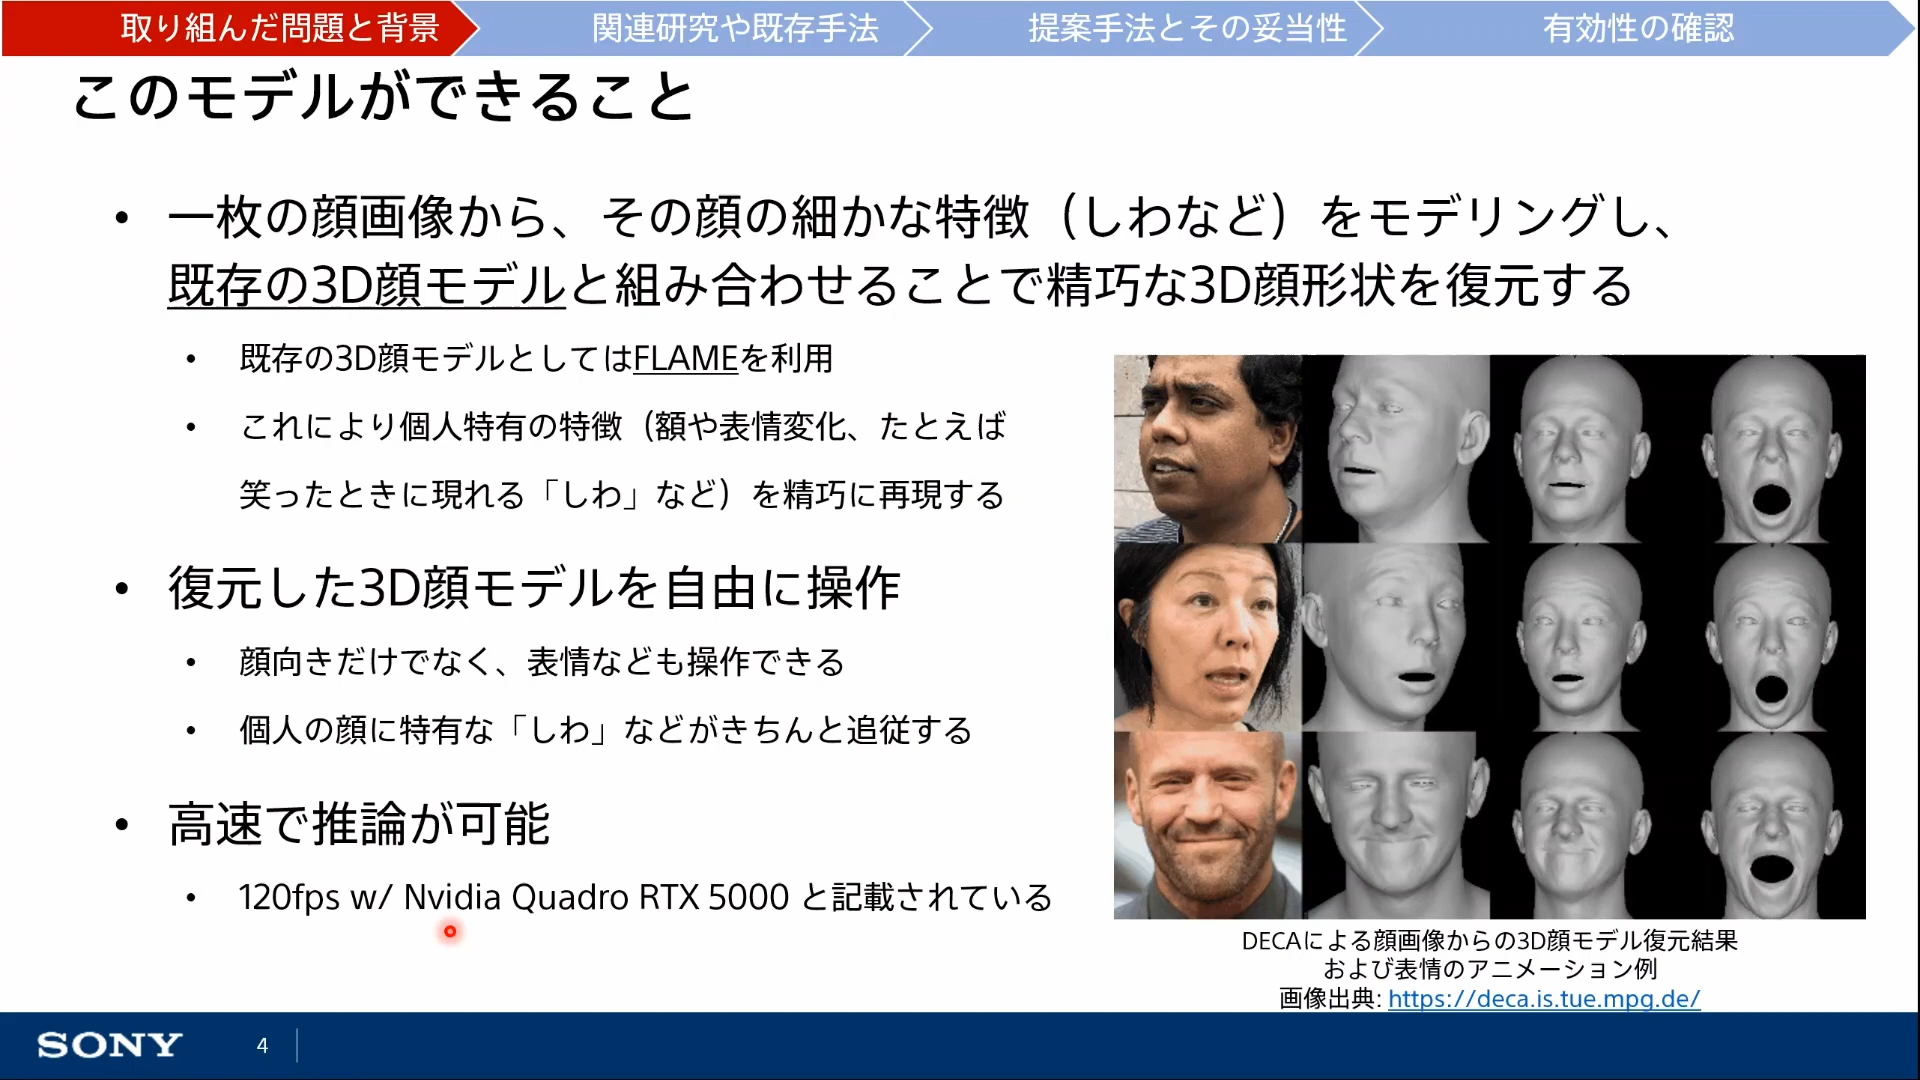 取り組んだ問題と背景
関連研究や既存手法
提案手法とその妥当性
有効性の確認
このモデルができること
• 一枚の顔画像から、その顔の細かな特徴（しわなど）をモデリングし、
既存の3D顔モデルと組み合わせることで精巧な3D顔形状を復元する
• 既存の3D顔モデルとしてはFLAMEを利用
• これにより個人特有の特徴（額や表情変化、たとえば
笑ったときに現れる「しわ」など）を精巧に再現する
• 復元した3D顔モデルを自由に操作
• 顔向きだけでなく、表情なども操作できる
• 個人の顔に特有な「しわ」などがきちんと追従する
• 高速で推論が可能
• 120fps w/ Nvidia Quadro RTX 5000 と記載されている
DECAによる顔画像からの3D顔モデル復元結果
および表情のアニメーション例
画像出典: https://deca.is.tue.mpg.de/
SONY
4